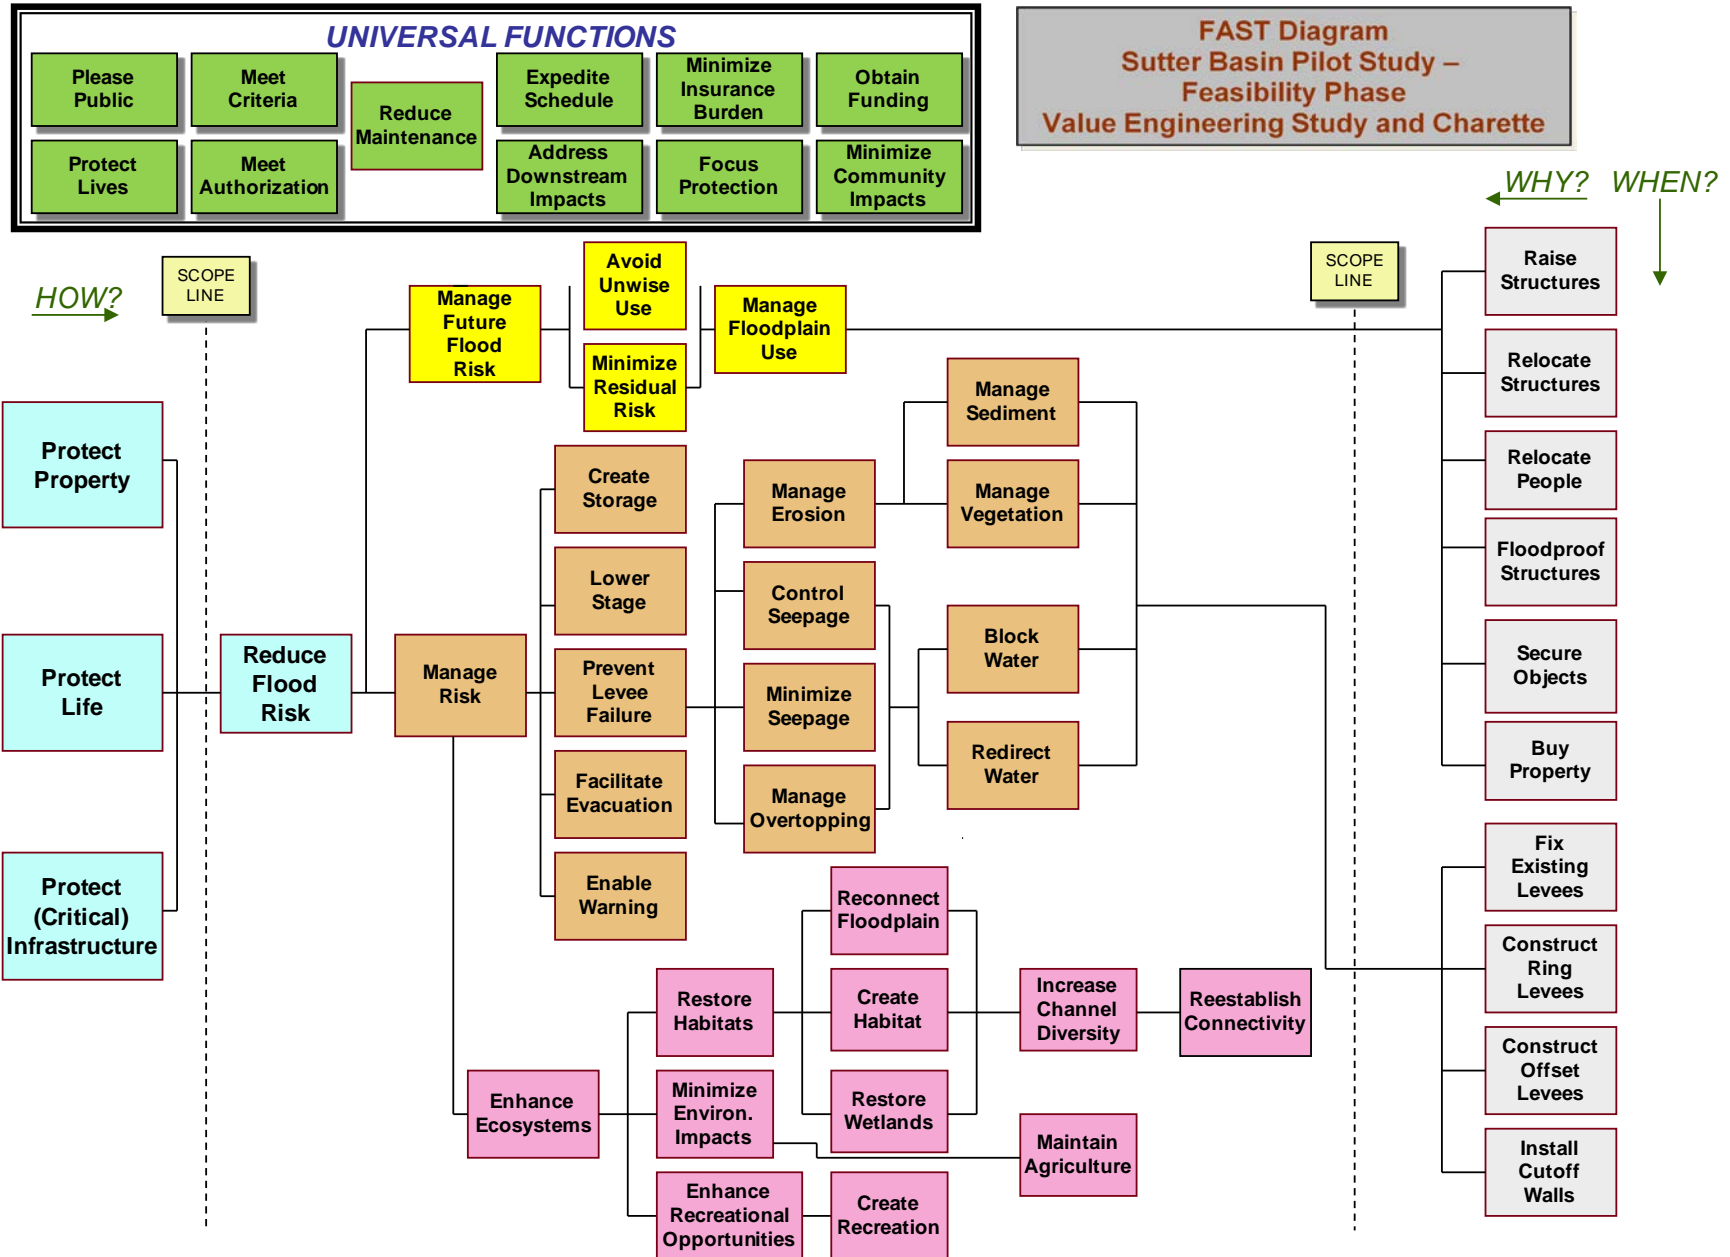 UNIVERSAL FUNCTIONS
Please
Public
Meet
Criteria
Reduce
Maintenance
Expedite
Schedule
Minimize
Insurance
Burden
Obtain
Funding
Protect
Lives
Meet
Authorization
Address
Downstream
Impacts
Focus
Protection
Minimize
Community
Impacts
FAST Diagram
Sutter Basin Pilot Study –
Feasibility Phase
Value Engineering Study and Charette
WHY?
WHEN?
HOW?
SCOPE
LINE
SCOPE
LINE
Protect
Property
Protect
Life
Protect
(Critical)
Infrastructure
Reduce
Flood
Risk
Manage
Future
Flood
Risk
Avoid
Unwise
Use
Minimize
Residual
Risk
Manage
Floodplain
Use
Manage
Risk
Create
Storage
Lower
Stage
Prevent
Levee
Failure
Facilitate
Evacuation
Enable
Warning
Manage
Erosion
Control
Seepage
Minimize
Seepage
Manage
Overtopping
Manage
Sediment
Manage
Vegetation
Block
Water
Redirect
Water
Enhance
Ecosystems
Restore
Habitats
Minimize
Environ.
Impacts
Enhance
Recreational
Opportunities
Reconnect
Floodplain
Create
Habitat
Restore
Wetlands
Create
Recreation
Increase
Channel
Diversity
Maintain
Agriculture
Reestablish
Connectivity
Raise
Structures
Relocate
Structures
Relocate
People
Floodproof
Structures
Secure
Objects
Buy
Property
Fix
Existing
Levees
Construct
Ring
Levees
Construct
Offset
Levees
Install
Cutoff
Walls